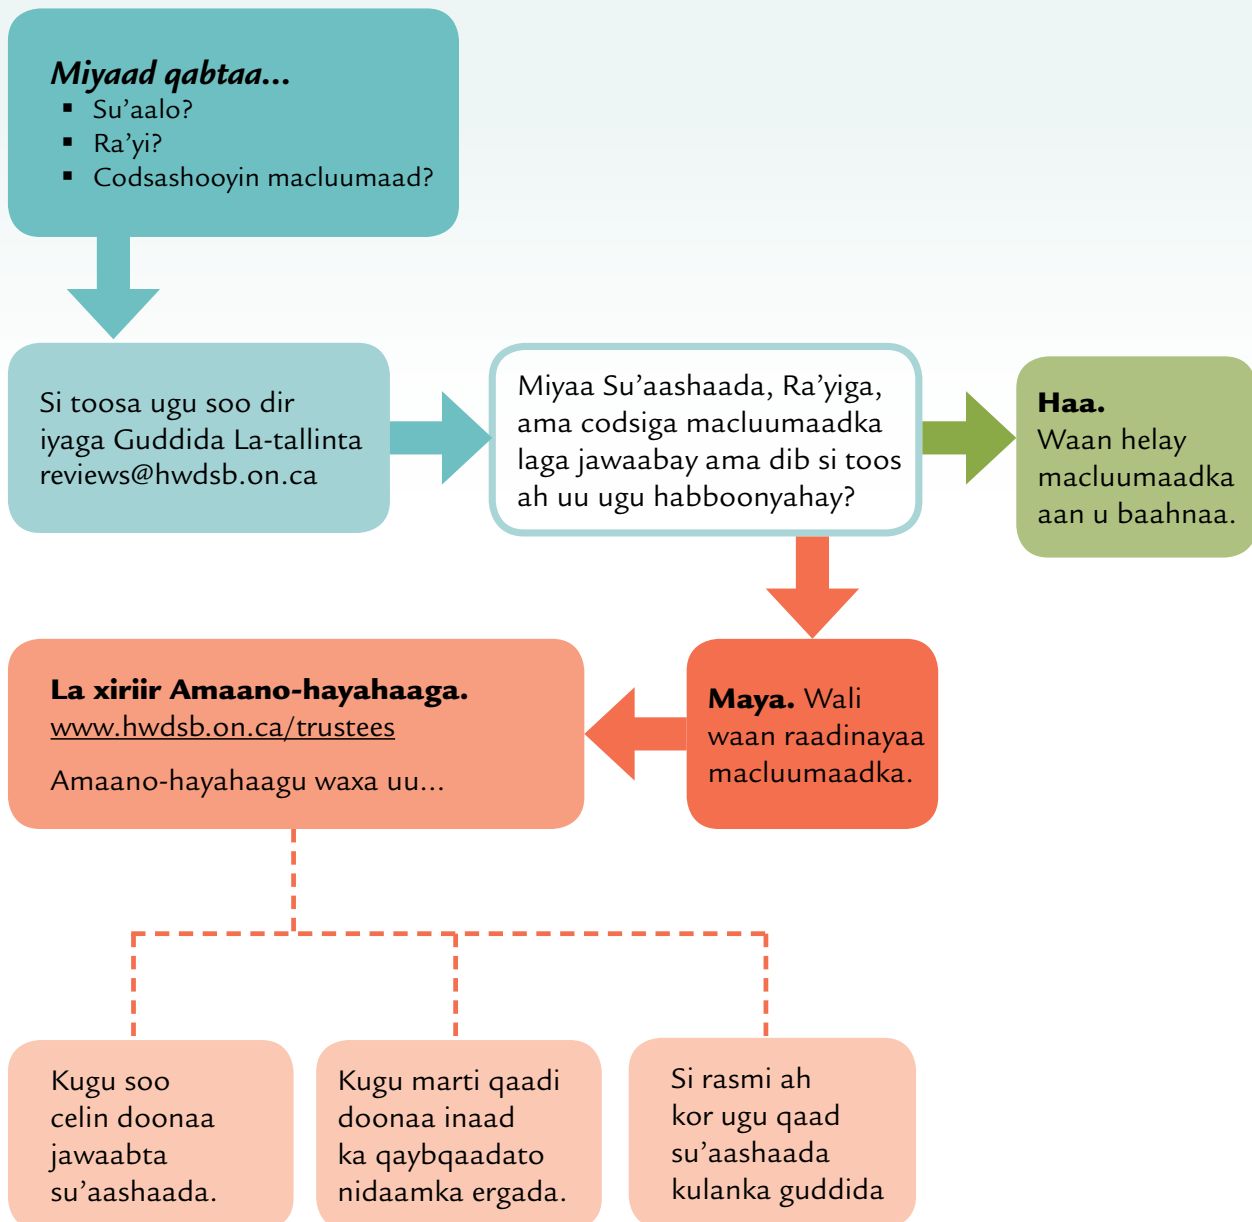 Miyaad qabtaa...
▪ Su’aalo?
▪ Ra’yi?
▪ Codsashooyin macluumaad?
Si toosa ugu soo dir
iyaga Guddida La-tallinta
reviews@hwdsb.on.ca
Miyaa Su’aashaada, Ra’yiga,
ama codsiga macluumaadka
laga jawaabay ama dib si toos
ah uu ugu habboonyahay?
Haa.
Waan helay
macluumaadka
aan u baahnaa.
Maya. Wali
waan raadinayaa
macluumaadka.
La xiriir Amaano-hayahaaga.
www.hwdsb.on.ca/trustees
Amaano-hayahaagu waxa uu...
Kugu soo
celin doonaa
jawaabta
su’aashaada.
Kugu marti qaadi
doonaa inaad
ka qaybqaadato
nidaamka ergada.
Si rasmi ah
kor ugu qaad
su’aashaada
kulanka guddida